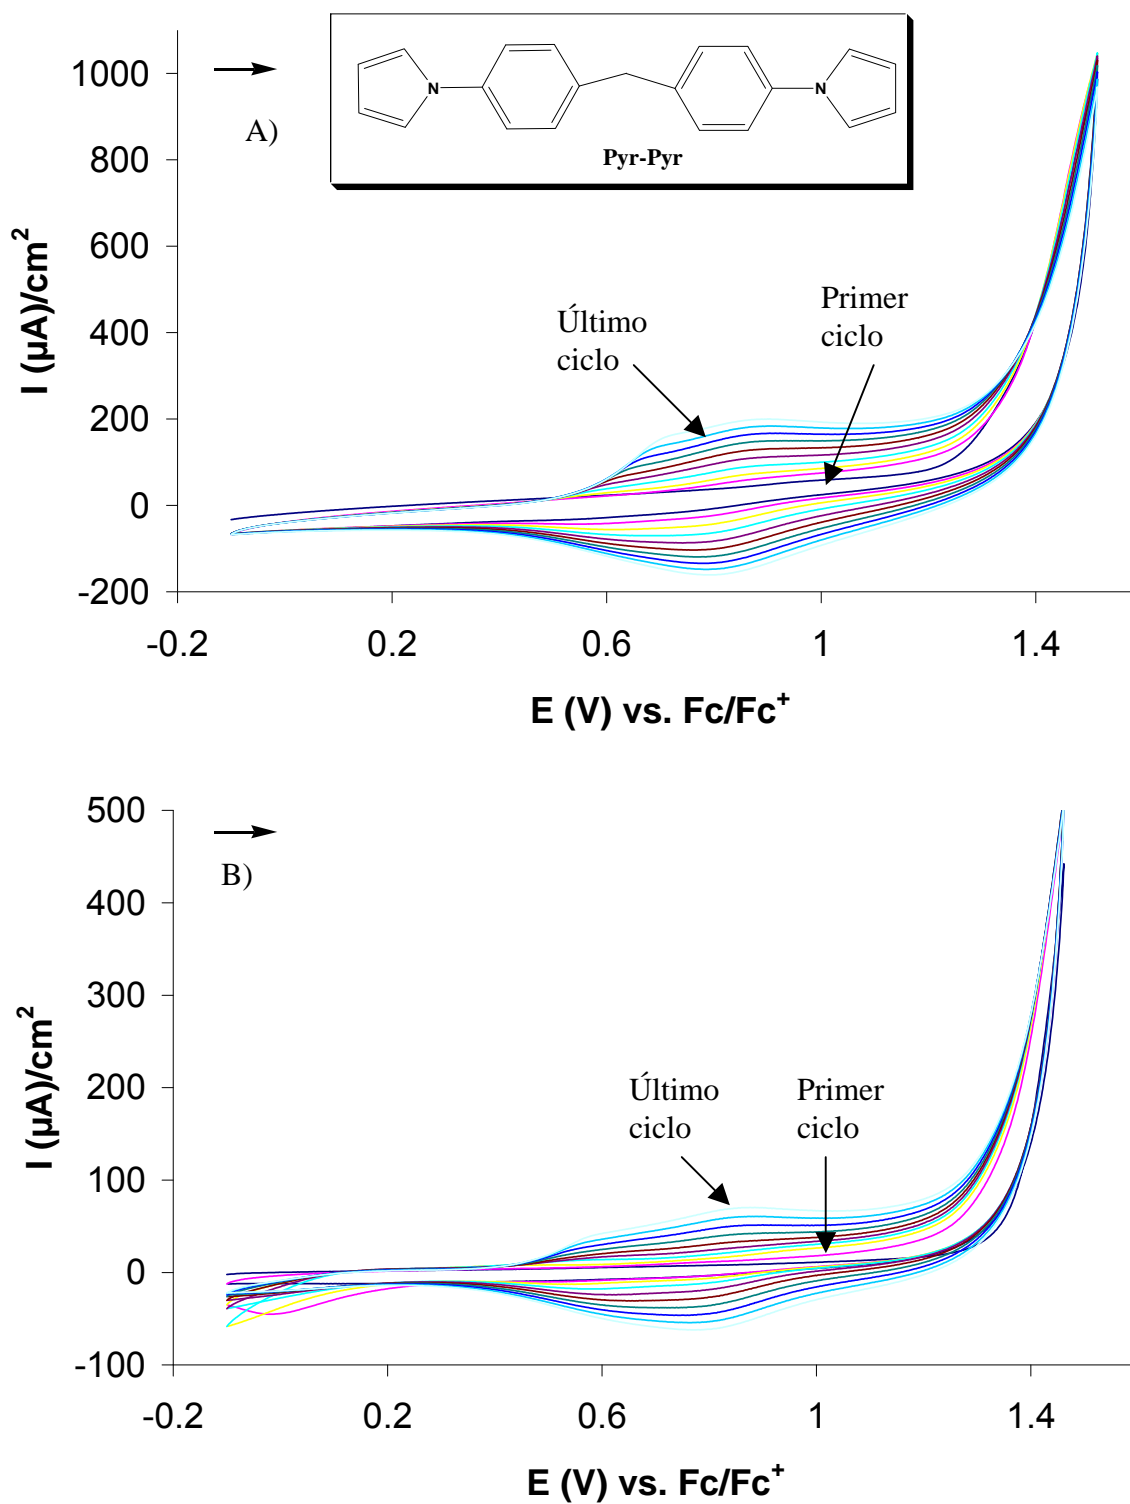 1000
800
600
400
200
0
-200
I (µA)/cm²
A)
N
N
Pyr-Pyr
Último
ciclo
Primer
ciclo
-0.2
0.2
0.6
1
1.4
E (V) vs. Fc/Fc⁺
500
400
300
200
100
0
-100
I (µA)/cm²
B)
Último
ciclo
Primer
ciclo
-0.2
0.2
0.6
1
1.4
E (V) vs. Fc/Fc⁺